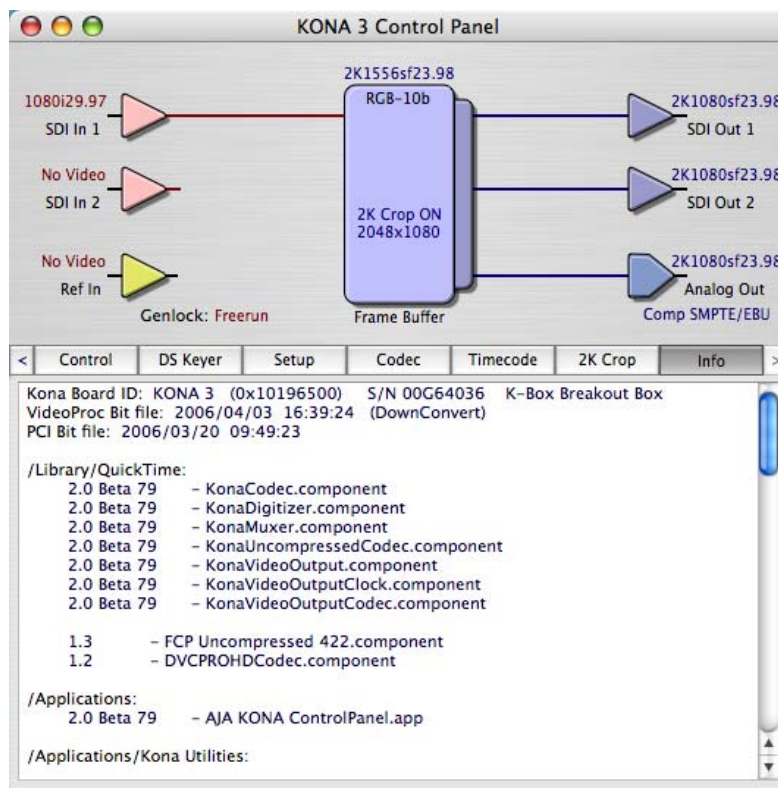 KONA 3 Control Panel
2K1556sf23.98
1080i29.97
RGB-10b
2K1080sf23.98
SDI In 1
SDI Out 1
No Video
2K1080sf23.98
SDI In 2
2K Crop ON
2048x1080
SDI Out 2
No Video
2K1080sf23.98
Ref In
Analog Out
Genlock: Freerun
Frame Buffer
Comp SMPTE/EBU
< Control DS Keyer Setup Codec Timecode 2K Crop Info >
Kona Board ID: KONA 3 (0x10196500) S/N 00G64036 K-Box Breakout Box
VideoProc Bit file: 2006/04/03 16:39:24 (DownConvert)
PCI Bit file: 2006/03/20 09:49:23
/Library/QuickTime:
2.0 Beta 79 - KonaCodec.component
2.0 Beta 79 - KonaDigitizer.component
2.0 Beta 79 - KonaMuxer.component
2.0 Beta 79 - KonaUncompressedCodec.component
2.0 Beta 79 - KonaVideoOutput.component
2.0 Beta 79 - KonaVideoOutputClock.component
2.0 Beta 79 - KonaVideoOutputCodec.component
1.3 - FCP Uncompressed 422.component
1.2 - DVCPROHDCodec.component
/Applications:
2.0 Beta 79 - AJA KONA ControlPanel.app
/Applications/Kona Utilities: